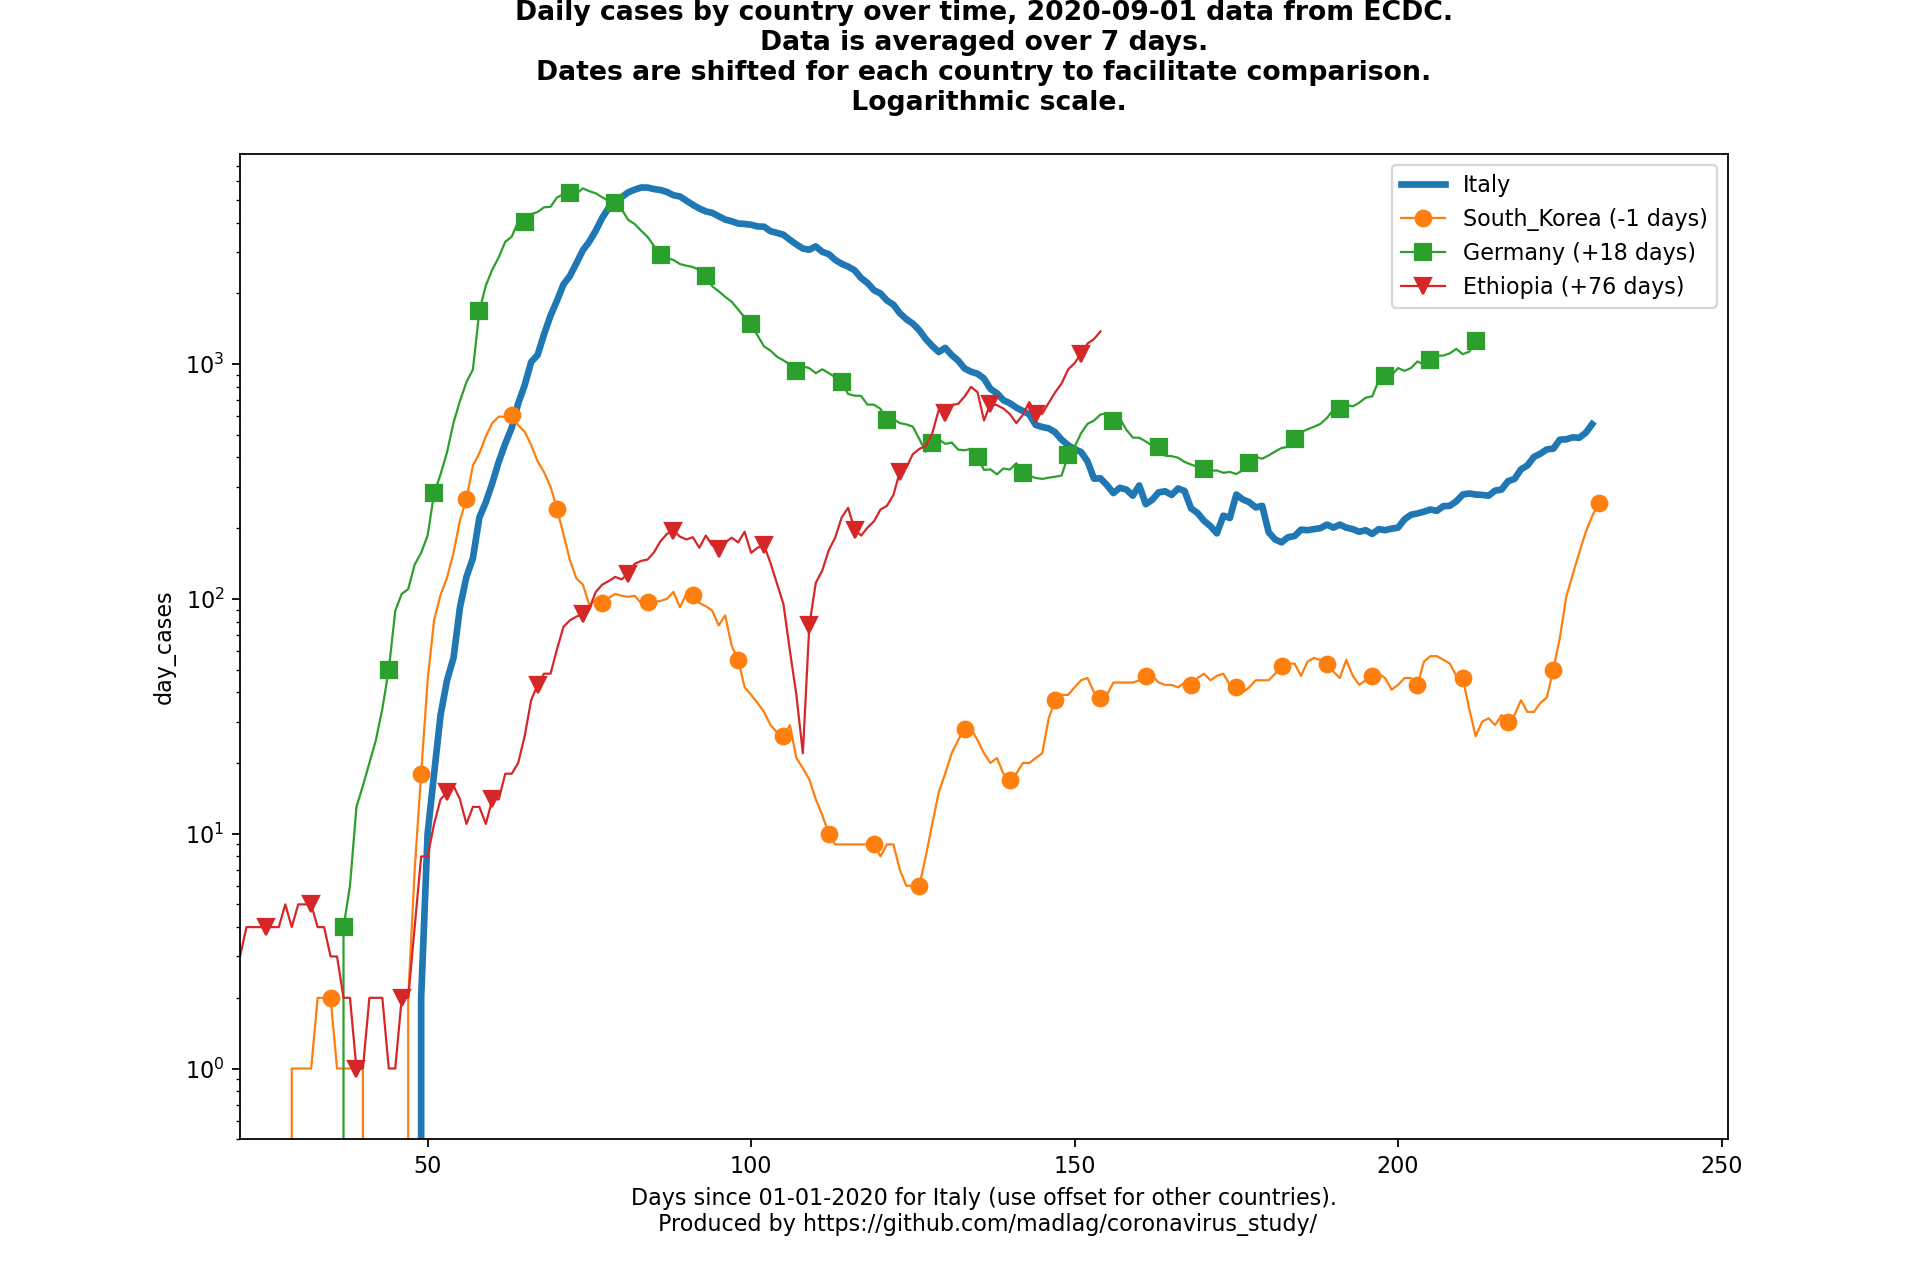 Daily cases by country over time, 2020-09-01 data from ECDC.
Data is averaged over 7 days.
Dates are shifted for each country to facilitate comparison.
Logarithmic scale.
Italy
South_Korea (-1 days)
Germany (+18 days)
Ethiopia (+76 days)
day_cases
10³
10²
10¹
10⁰
50
100
150
200
250
Days since 01-01-2020 for Italy (use offset for other countries).
Produced by https://github.com/madlag/coronavirus_study/